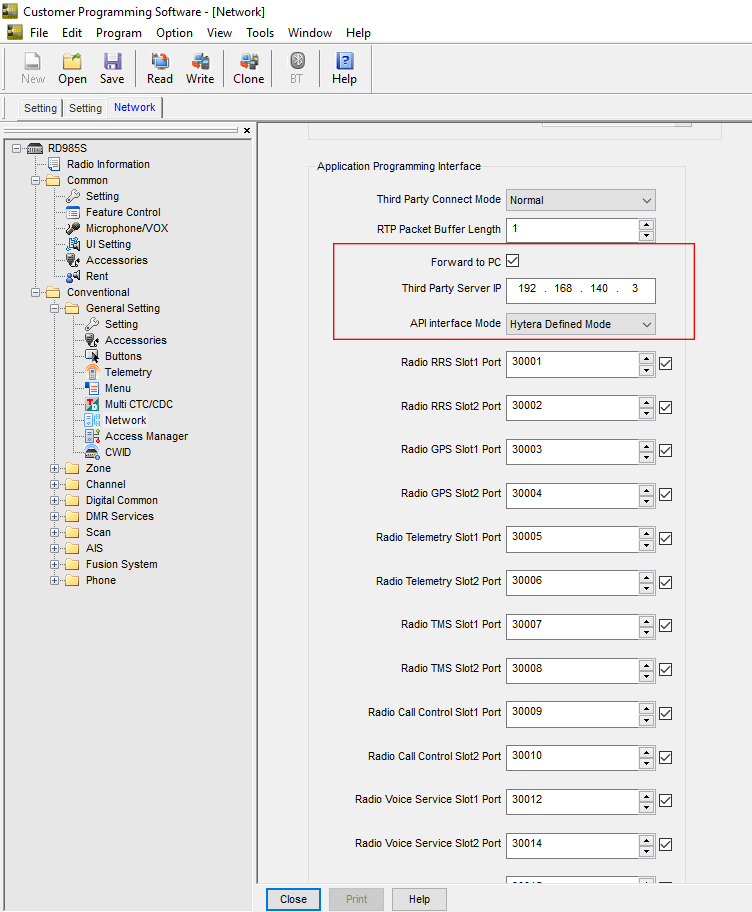 Customer Programming Software - [Network]
File Edit Program Option View Tools Window Help
New Open Save Read Write Clone BT Help
Setting Setting Network
RD985S
Radio Information
Common
Setting
Feature Control
Microphone/VOX
UI Setting
Accessories
Rent
Conventional
General Setting
Setting
Accessories
Buttons
Telemetry
Menu
Multi CTC/CDC
Network
Access Manager
CWID
Zone
Channel
Digital Common
DMR Services
Scan
AIS
Fusion System
Phone
Application Programming Interface
Third Party Connect Mode Normal
RTP Packet Buffer Length 1
Forward to PC
Third Party Server IP 192 . 168 . 140 . 3
API interface Mode Hytera Defined Mode
Radio RRS Slot1 Port 30001
Radio RRS Slot2 Port 30002
Radio GPS Slot1 Port 30003
Radio GPS Slot2 Port 30004
Radio Telemetry Slot1 Port 30005
Radio Telemetry Slot2 Port 30006
Radio TMS Slot1 Port 30007
Radio TMS Slot2 Port 30008
Radio Call Control Slot1 Port 30009
Radio Call Control Slot2 Port 30010
Radio Voice Service Slot1 Port 30012
Radio Voice Service Slot2 Port 30014
Close Print Help